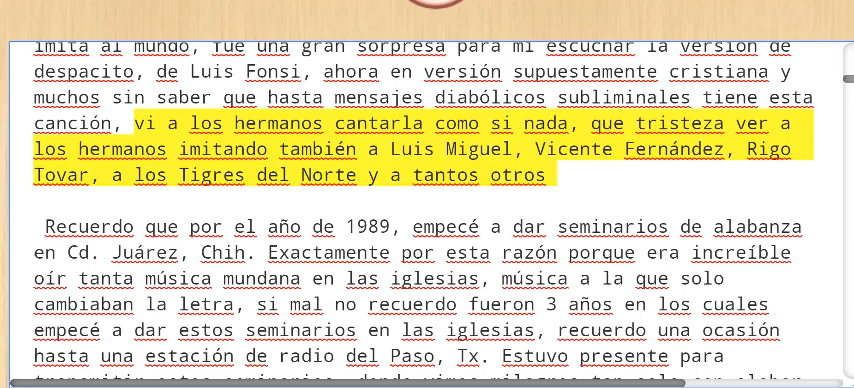 imita al mundo, fue una gran sorpresa para mi escuchar la versión de
despacito, de Luis Fonsi, ahora en versión supuestamente cristiana y
muchos sin saber que hasta mensajes diabólicos subliminales tiene esta
canción, vi a los hermanos cantarla como si nada, que tristeza ver a
los hermanos imitando también a Luis Miguel, Vicente Fernández, Rigo
Tovar, a los Tigres del Norte y a tantos otros
Recuerdo que por el año de 1989, empecé a dar seminarios de alabanza
en Cd. Juárez, Chih. Exactamente por esta razón porque era increíble
oír tanta música mundana en las iglesias, música a la que solo
cambiaban la letra, si mal no recuerdo fueron 3 años en los cuales
empecé a dar estos seminarios en las iglesias, recuerdo una ocasión
hasta una estación de radio del Paso, Tx. Estuvo presente para